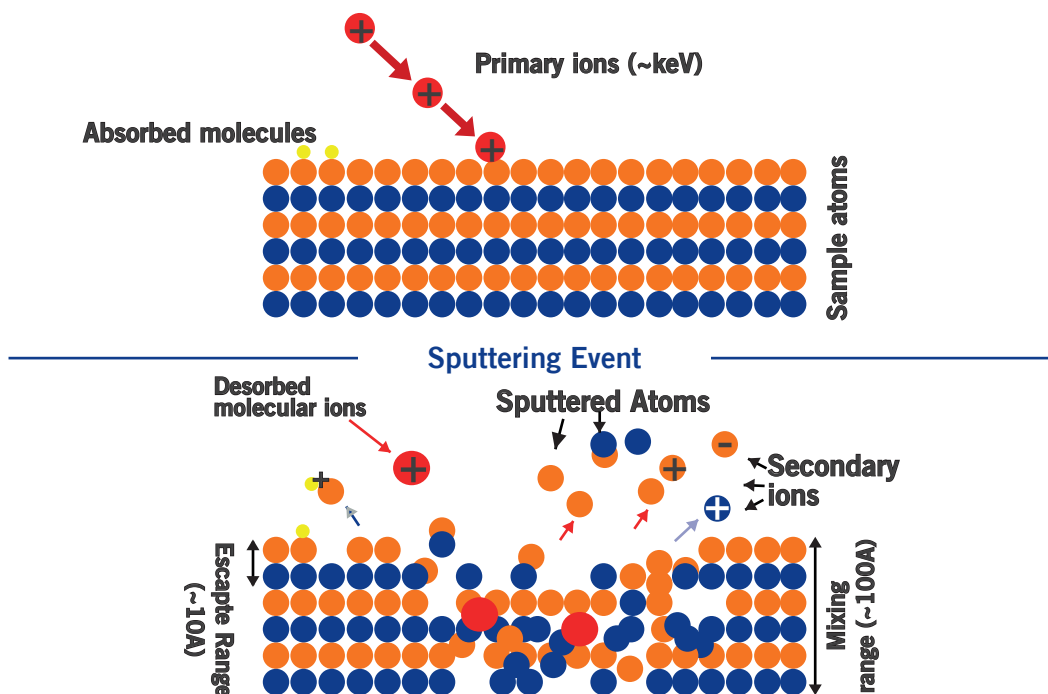 Primary ions (~keV)
Absorbed molecules
Sample atoms
Sputtering Event
Desorbed
molecular ions
Sputtered Atoms
Secondary
ions
Escapte Range
(~10A)
Mixing
range (~100A)